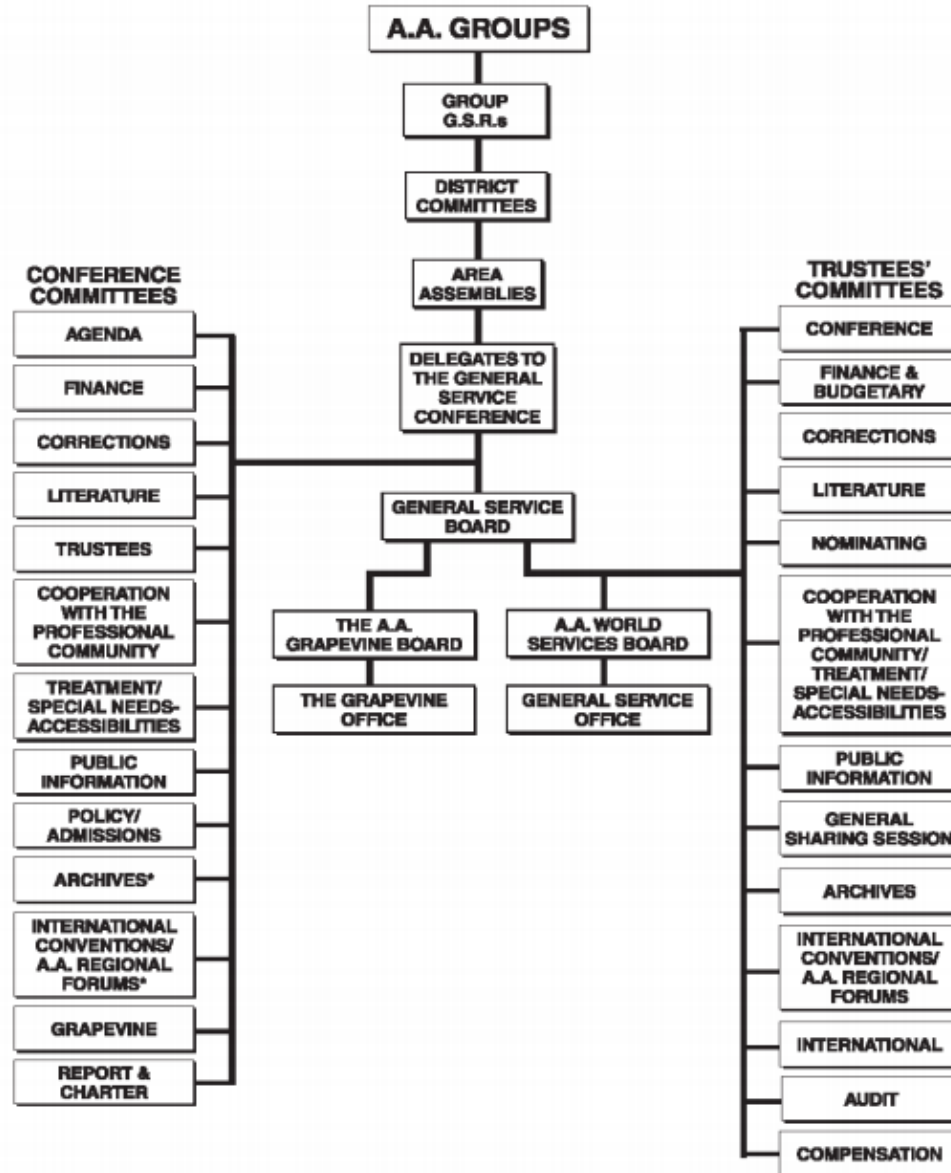 A.A. GROUPS
GROUP
G.S.R.s
DISTRICT
COMMITTEES
AREA
ASSEMBLIES
DELEGATES TO
THE GENERAL
SERVICE
CONFERENCE
GENERAL SERVICE
BOARD
THE A.A.
GRAPEVINE BOARD
THE GRAPEVINE
OFFICE
A.A. WORLD
SERVICES BOARD
GENERAL SERVICE
OFFICE
CONFERENCE
COMMITTEES
AGENDA
FINANCE
CORRECTIONS
LITERATURE
TRUSTEES
COOPERATION
WITH THE
PROFESSIONAL
COMMUNITY
TREATMENT/
SPECIAL NEEDS-
ACCESSIBILITIES
PUBLIC
INFORMATION
POLICY/
ADMISSIONS
ARCHIVES*
INTERNATIONAL
CONVENTIONS/
A.A. REGIONAL
FORUMS*
GRAPEVINE
REPORT &
CHARTER
TRUSTEES'
COMMITTEES
CONFERENCE
FINANCE &
BUDGETARY
CORRECTIONS
LITERATURE
NOMINATING
COOPERATION
WITH THE
PROFESSIONAL
COMMUNITY/
TREATMENT/
SPECIAL NEEDS-
ACCESSIBILITIES
PUBLIC
INFORMATION
GENERAL
SHARING SESSION
ARCHIVES
INTERNATIONAL
CONVENTIONS/
A.A. REGIONAL
FORUMS
INTERNATIONAL
AUDIT
COMPENSATION